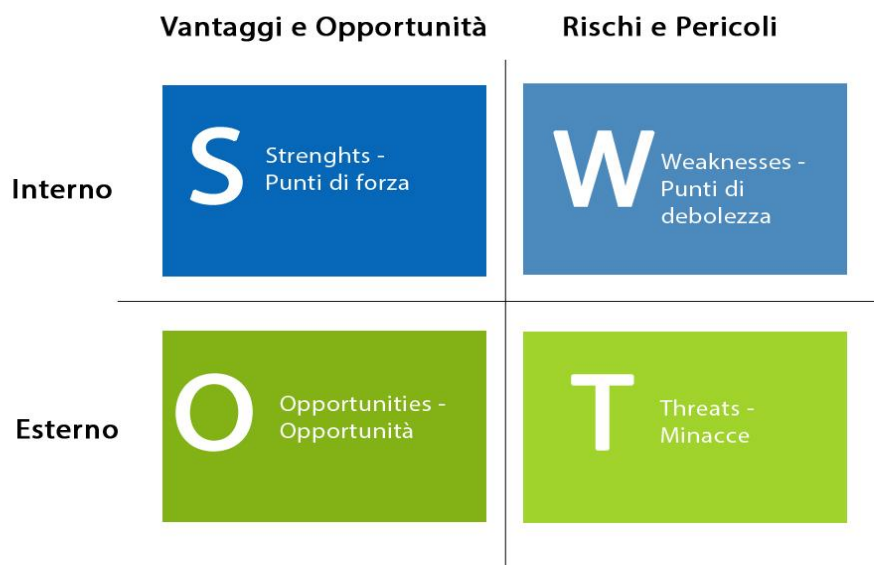 Vantaggi e Opportunità
Rischi e Pericoli
Interno
S
Strenghts -
Punti di forza
W
Weaknesses -
Punti di
debolezza
Esterno
O
Opportunities -
Opportunità
T
Threats -
Minacce